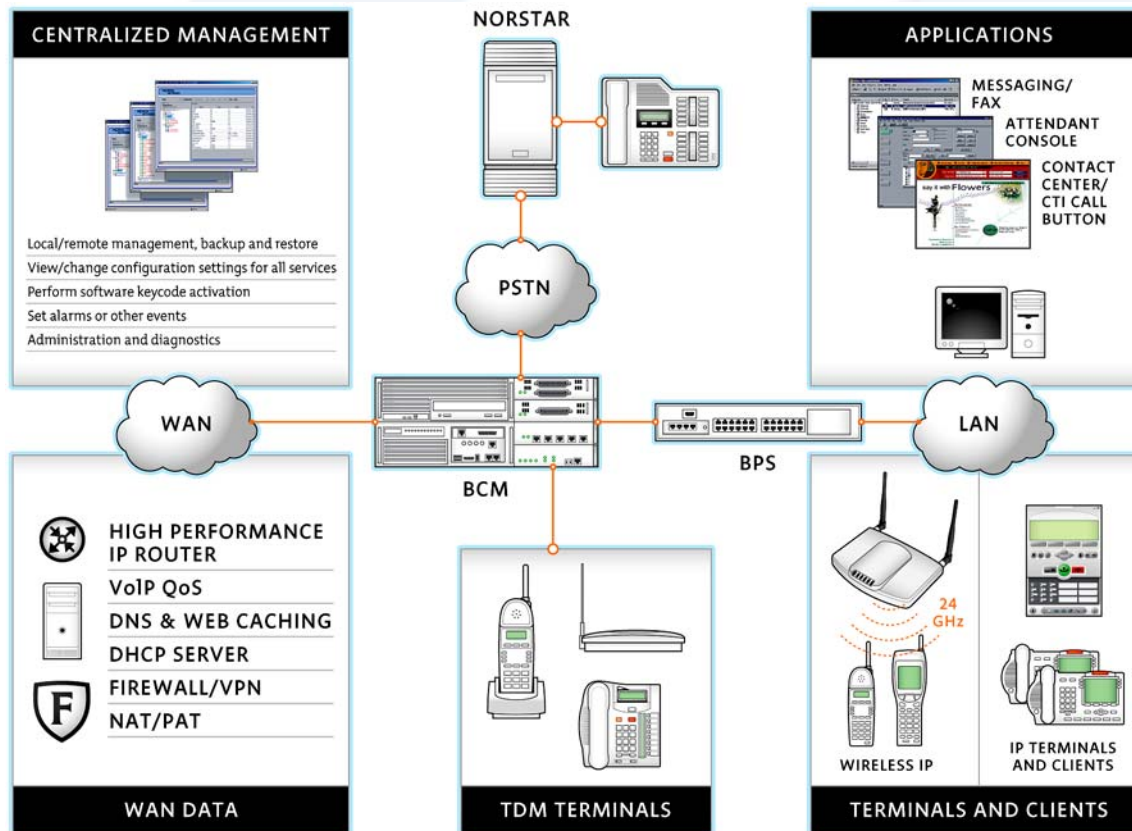 CENTRALIZED MANAGEMENT
Local/remote management, backup and restore
View/change configuration settings for all services
Perform software keycode activation
Set alarms or other events
Administration and diagnostics
NORSTAR
PSTN
APPLICATIONS
MESSAGING/
FAX
ATTENDANT
CONSOLE
CONTACT
CENTER/
CTI CALL
BUTTON
say it with Flowers
WAN
BCM
BPS
LAN
HIGH PERFORMANCE
IP ROUTER
VoIP QoS
DNS & WEB CACHING
DHCP SERVER
FIREWALL/VPN
F
NAT/PAT
WAN DATA
TDM TERMINALS
24
GHz
WIRELESS IP
IP TERMINALS
AND CLIENTS
TERMINALS AND CLIENTS